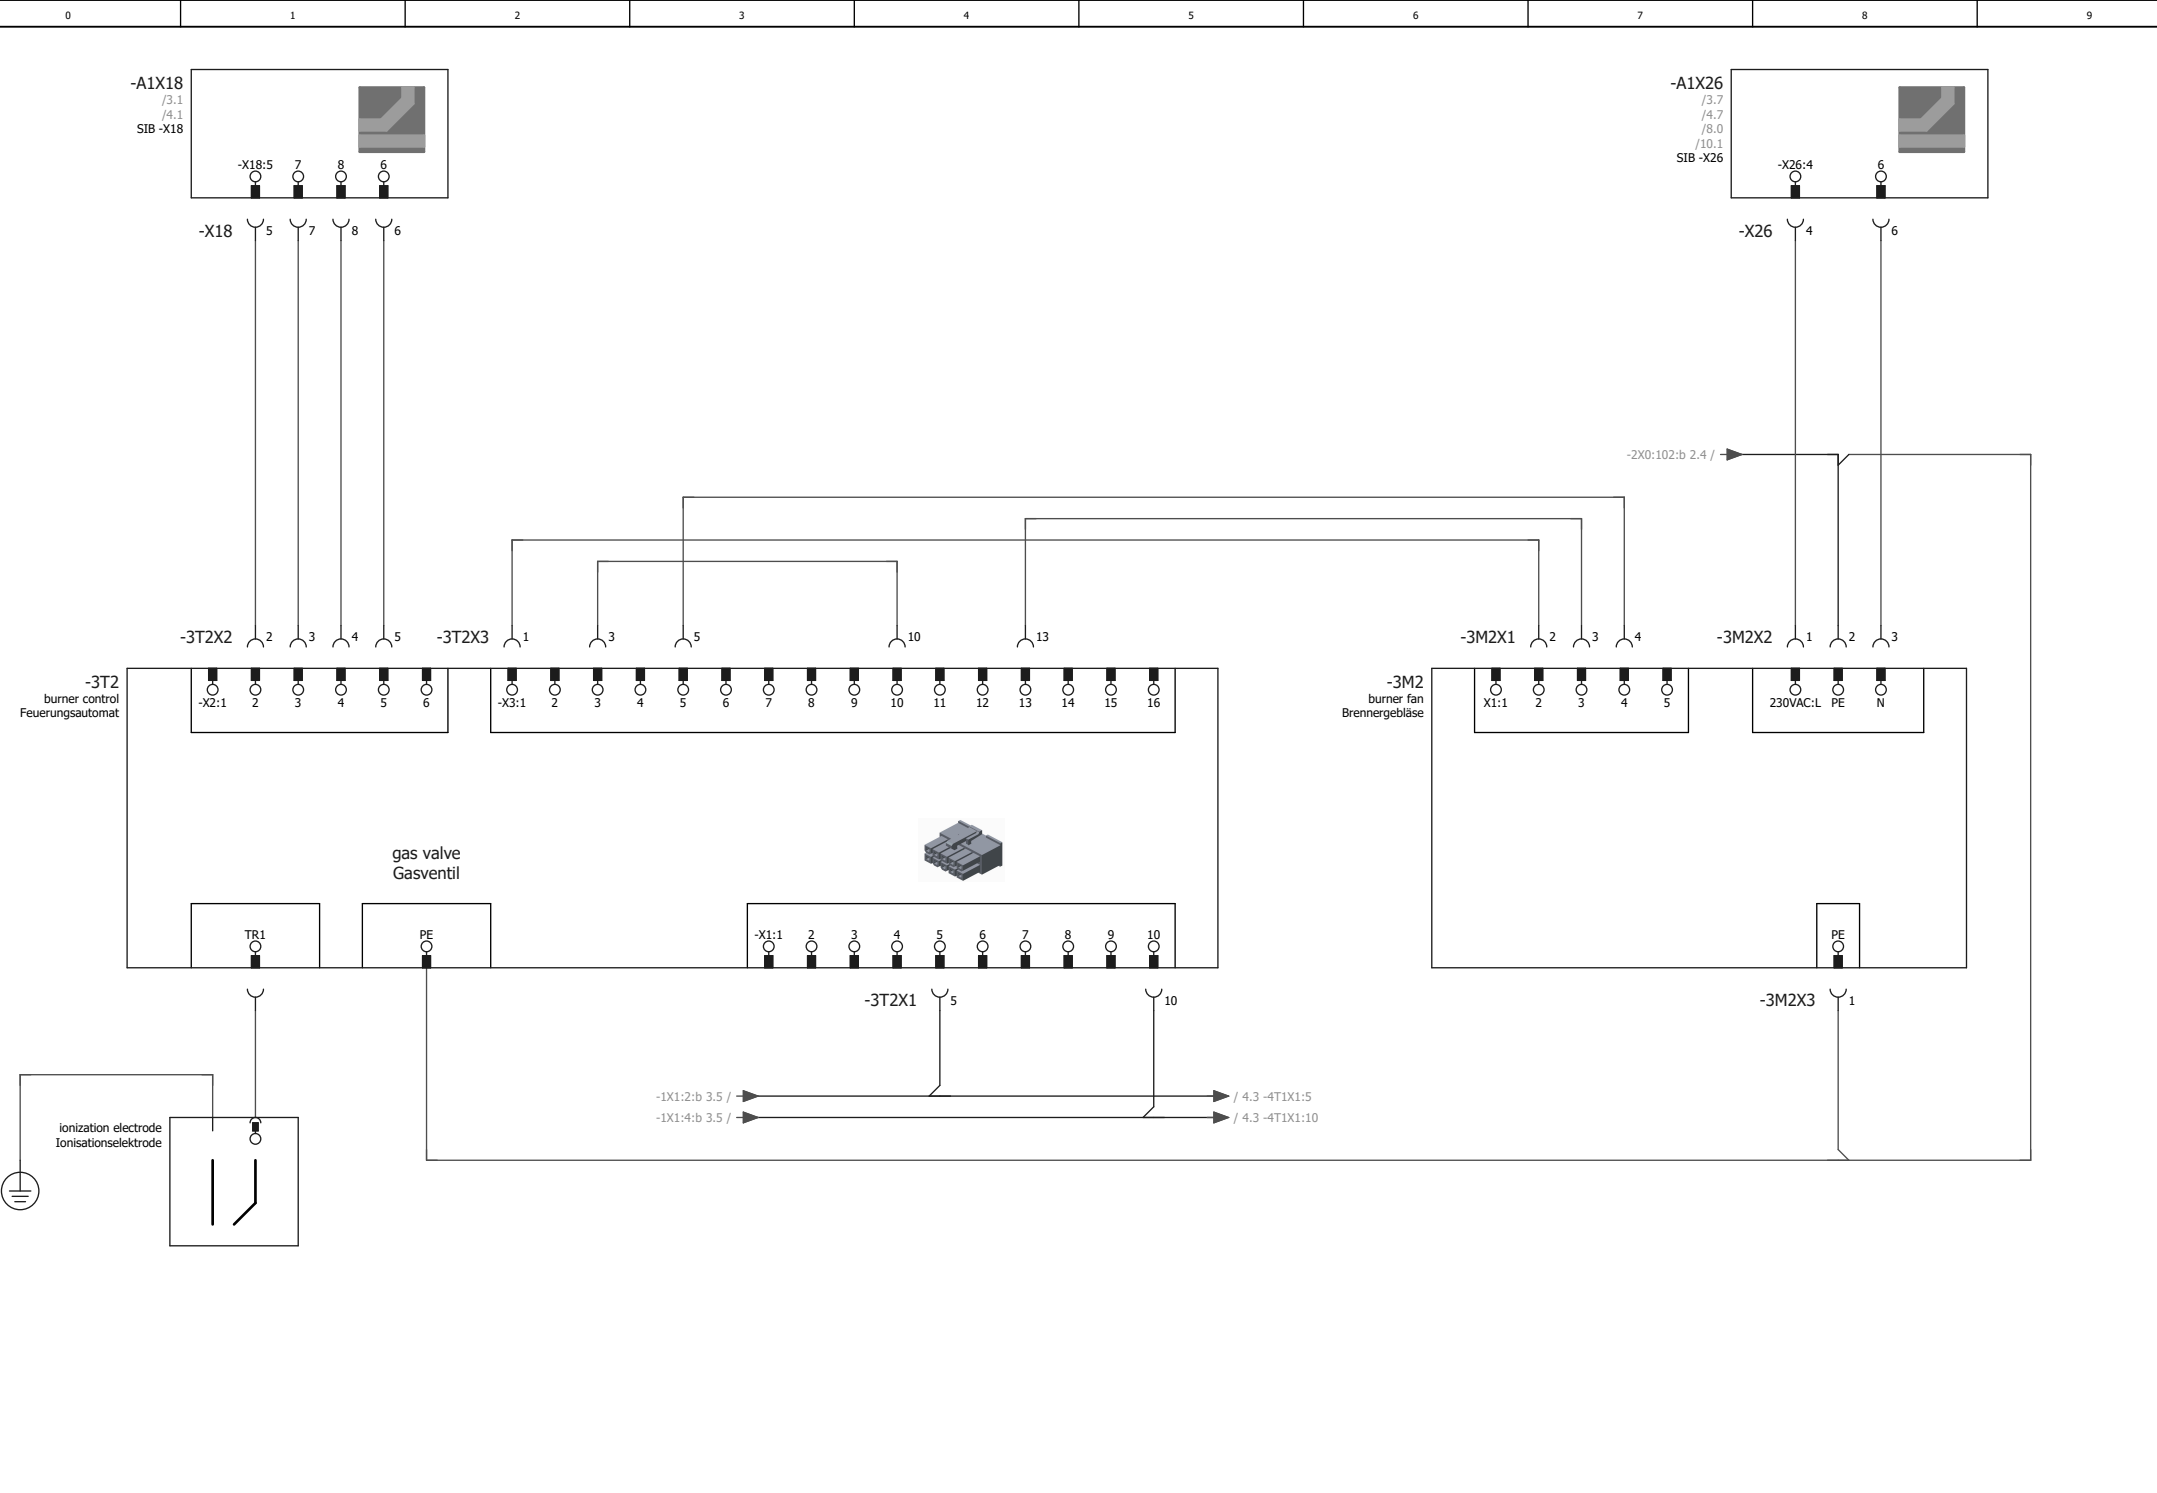 0 1 2 3 4 5 6 7 8 9
-A1X18
/3.1
/4.1
SIB -X18
-X18:5 7 8 6
-X18 5 7 8 6
-A1X26
/3.7
/4.7
/8.0
/10.1
SIB -X26
-X26:4 6
-X26 4 6
-2X0:102:b 2.4 /
-3T2X2 2 3 4 5
-3T2X3 1 3 5 10 13
-3M2X1 2 3 4
-3M2X2 1 2 3
-3T2
burner control
Feuerungsautomat
-X2:1 2 3 4 5 6
-X3:1 2 3 4 5 6 7 8 9 10 11 12 13 14 15 16
-3M2
burner fan
Brennergebläse
X1:1 2 3 4 5
230VAC:L PE N
gas valve
Gasventil
TR1
PE
-X1:1 2 3 4 5 6 7 8 9 10
PE
-3T2X1 5 10
-3M2X3 1
-1X1:2:b 3.5 /
/ 4.3 -4T1X1:5
-1X1:4:b 3.5 /
/ 4.3 -4T1X1:10
ionization electrode
Ionisationselektrode